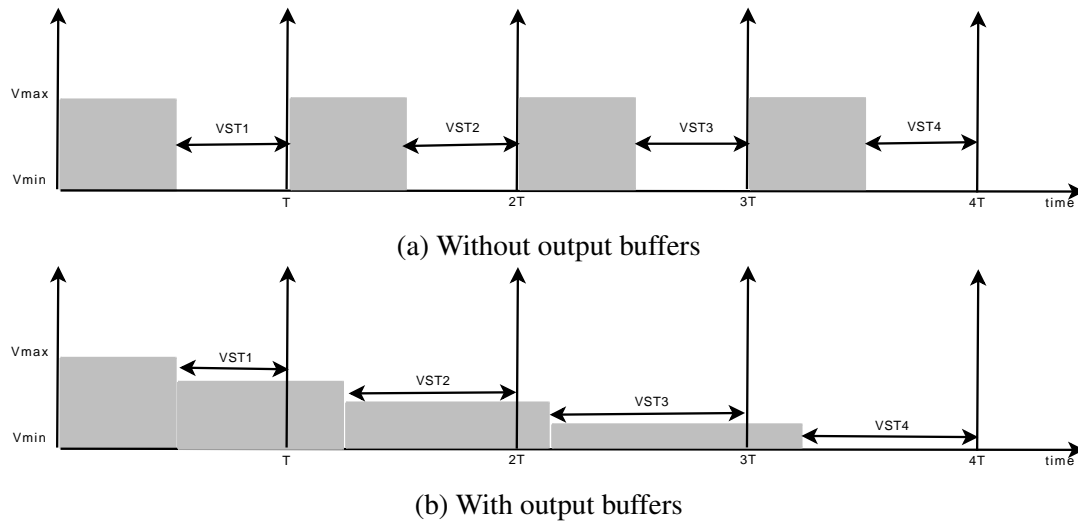 Vmax
VST1
VST2
VST3
VST4
Vmin
T
2T
3T
4T
time
(a) Without output buffers
Vmax
VST1
VST2
VST3
VST4
Vmin
T
2T
3T
4T
time
(b) With output buffers